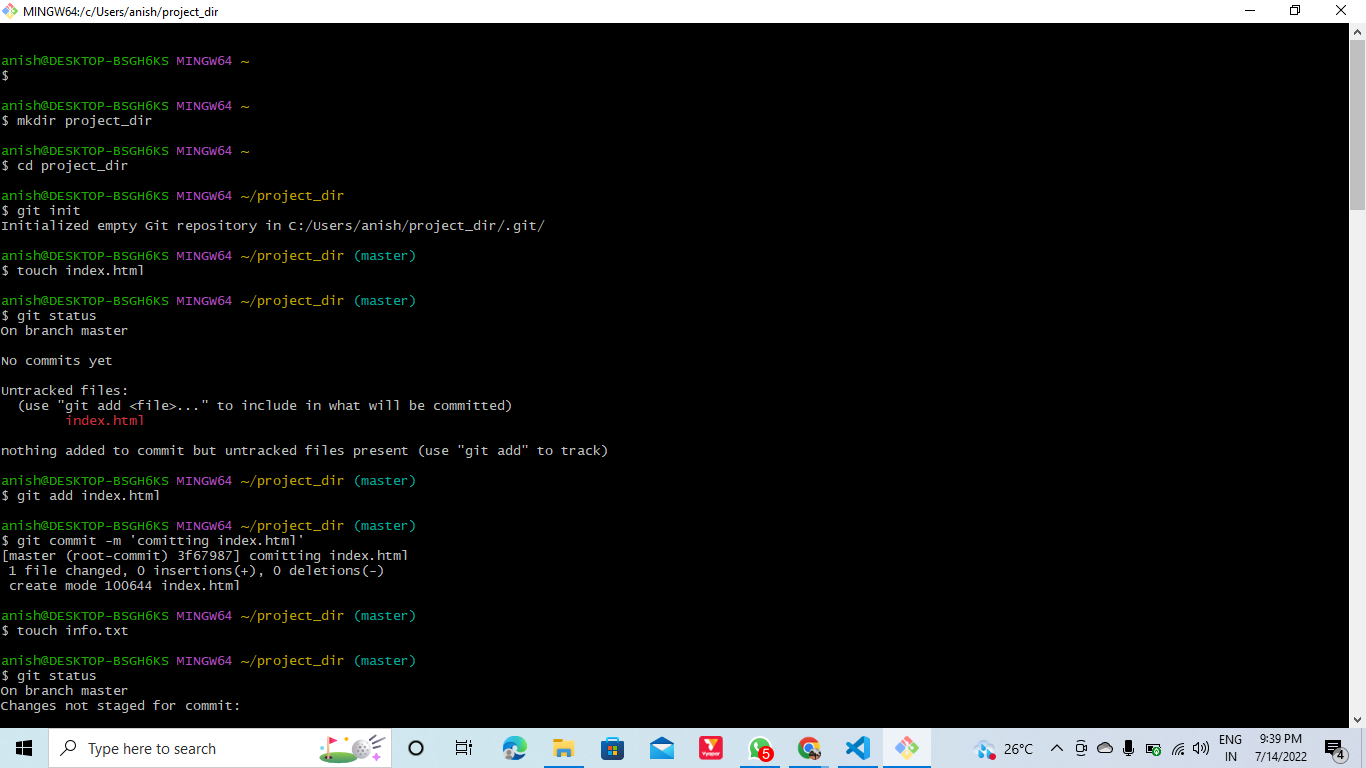 MINGW64:/c/Users/anish/project_dir
anish@DESKTOP-BSGH6KS MINGW64 ~
$
anish@DESKTOP-BSGH6KS MINGW64 ~
$ mkdir project_dir
anish@DESKTOP-BSGH6KS MINGW64 ~
$ cd project_dir
anish@DESKTOP-BSGH6KS MINGW64 ~/project_dir
$ git init
Initialized empty Git repository in C:/Users/anish/project_dir/.git/
anish@DESKTOP-BSGH6KS MINGW64 ~/project_dir (master)
$ touch index.html
anish@DESKTOP-BSGH6KS MINGW64 ~/project_dir (master)
$ git status
On branch master
No commits yet
Untracked files:
  (use "git add <file>..." to include in what will be committed)
        index.html
nothing added to commit but untracked files present (use "git add" to track)
anish@DESKTOP-BSGH6KS MINGW64 ~/project_dir (master)
$ git add index.html
anish@DESKTOP-BSGH6KS MINGW64 ~/project_dir (master)
$ git commit -m 'comitting index.html'
[master (root-commit) 3f67987] comitting index.html
 1 file changed, 0 insertions(+), 0 deletions(-)
 create mode 100644 index.html
anish@DESKTOP-BSGH6KS MINGW64 ~/project_dir (master)
$ touch info.txt
anish@DESKTOP-BSGH6KS MINGW64 ~/project_dir (master)
$ git status
On branch master
Changes not staged for commit:
Type here to search
5
26°C
ENG
IN
9:39 PM
7/14/2022
4